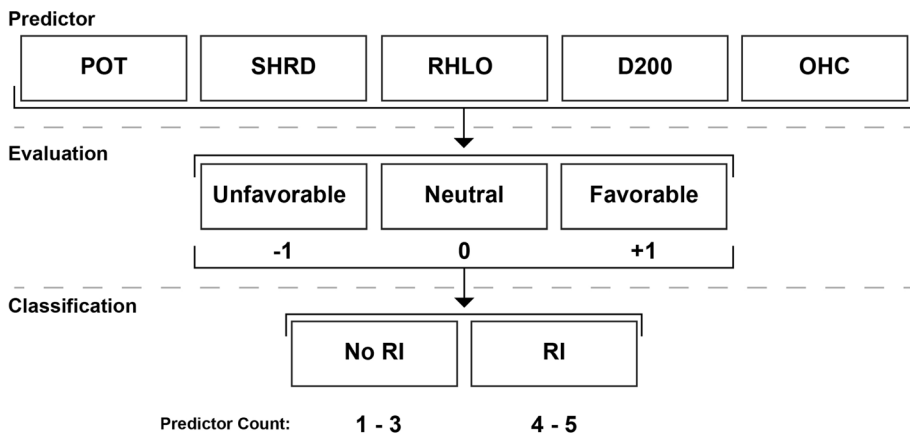 Predictor
POT SHRD RHLO D200 OHC
Evaluation
Unfavorable Neutral Favorable
-1 0 +1
Classification
No RI RI
Predictor Count: 1 - 3 4 - 5